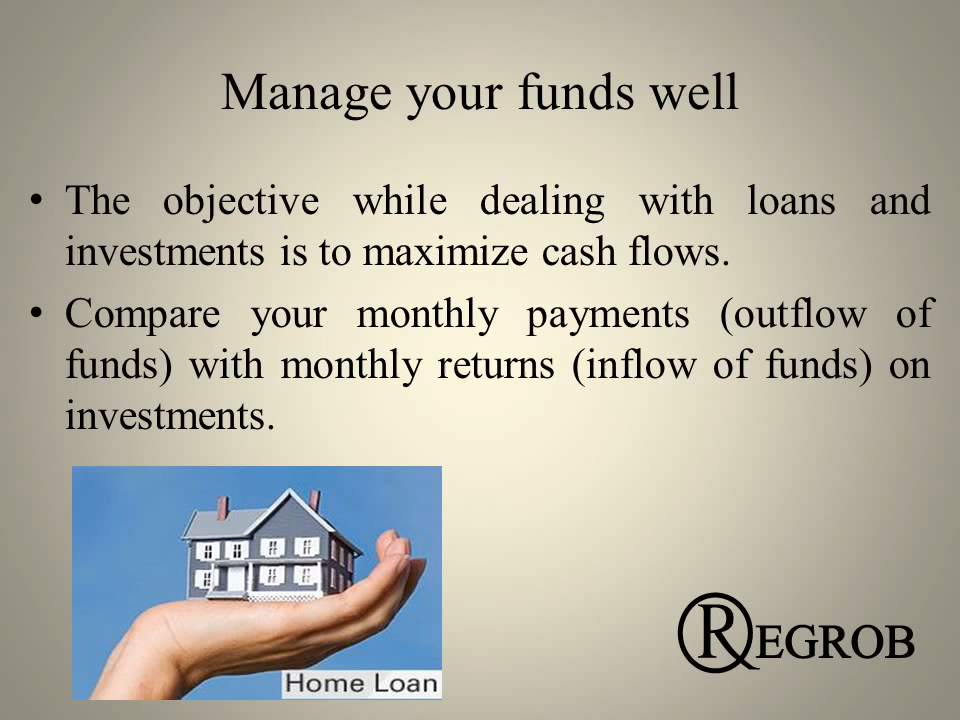 Manage your funds well
• The objective while dealing with loans and
investments is to maximize cash flows.
• Compare your monthly payments (outflow of
funds) with monthly returns (inflow of funds) on
investments.
Home Loan
REGROB